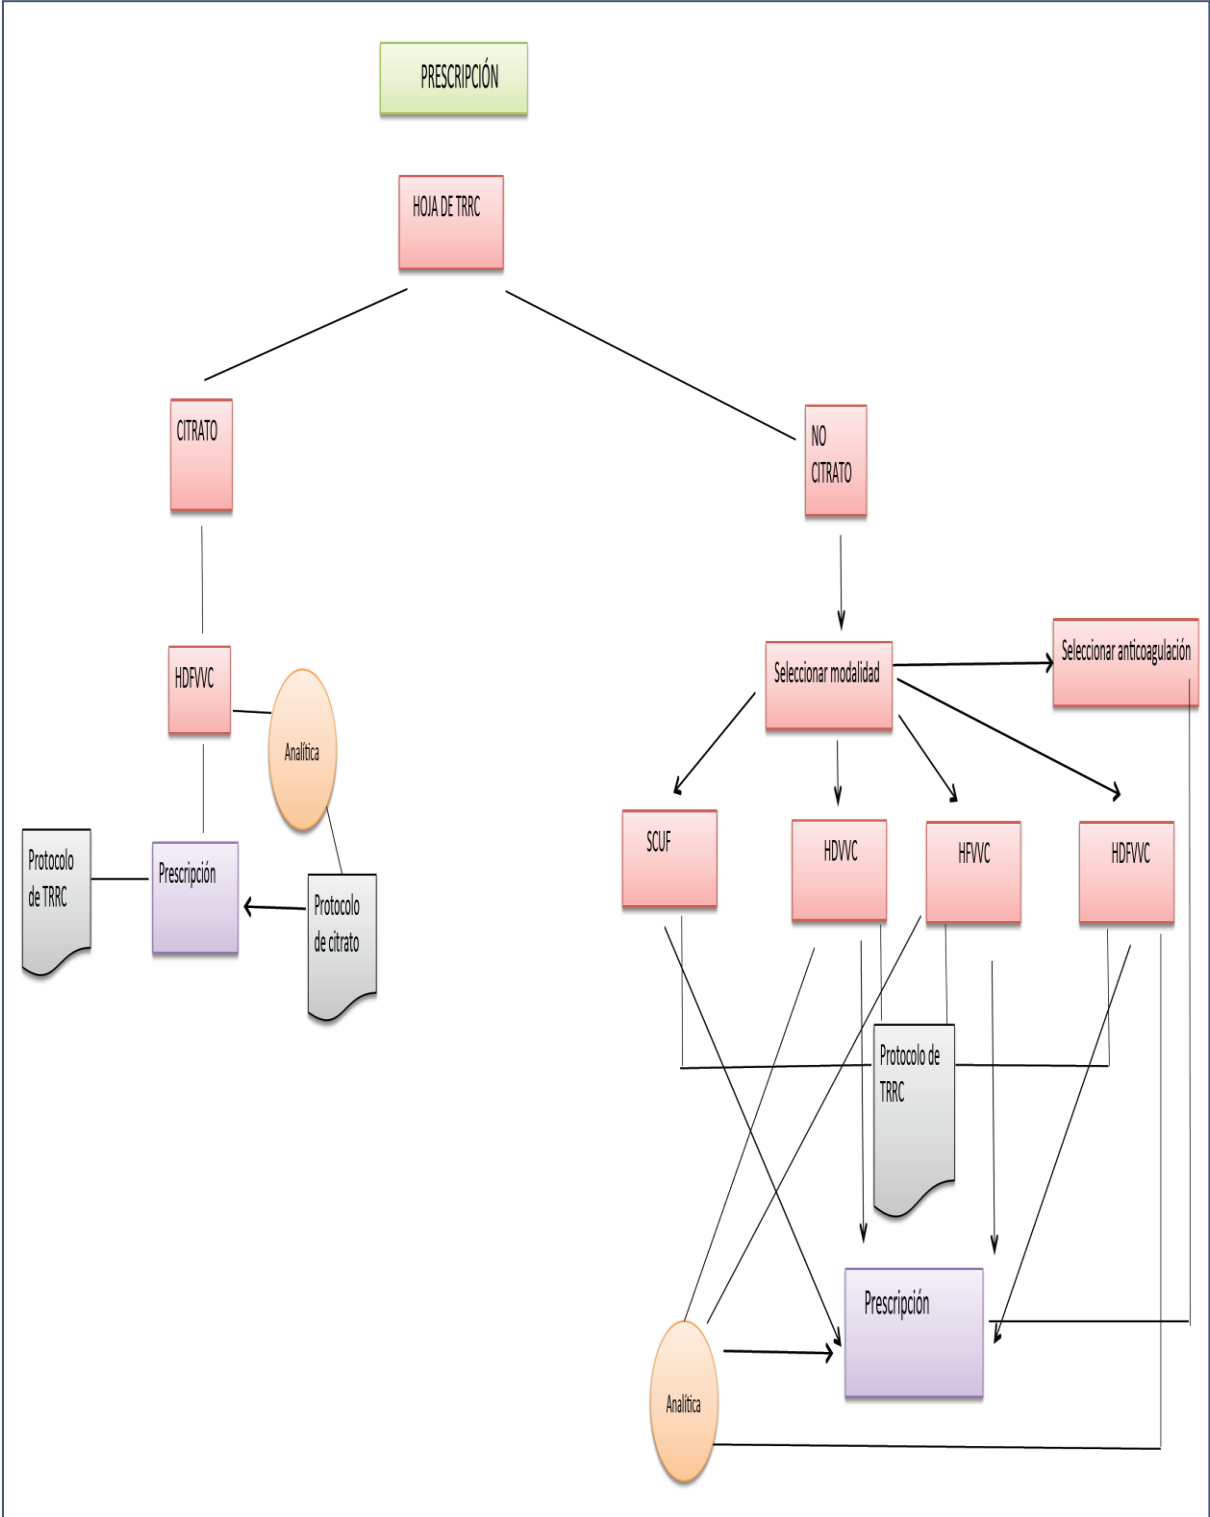 PRESCRIPCIÓN
HOJA DE TRRC
CITRATO
NO
CITRATO
HDFVVC
Analítica
Seleccionar modalidad
Seleccionar anticoagulación
Protocolo
de TRRC
Prescripción
Protocolo
de citrato
SCUF
HDVVC
HFVVC
HDFVVC
Protocolo de
TRRC
Prescripción
Analítica